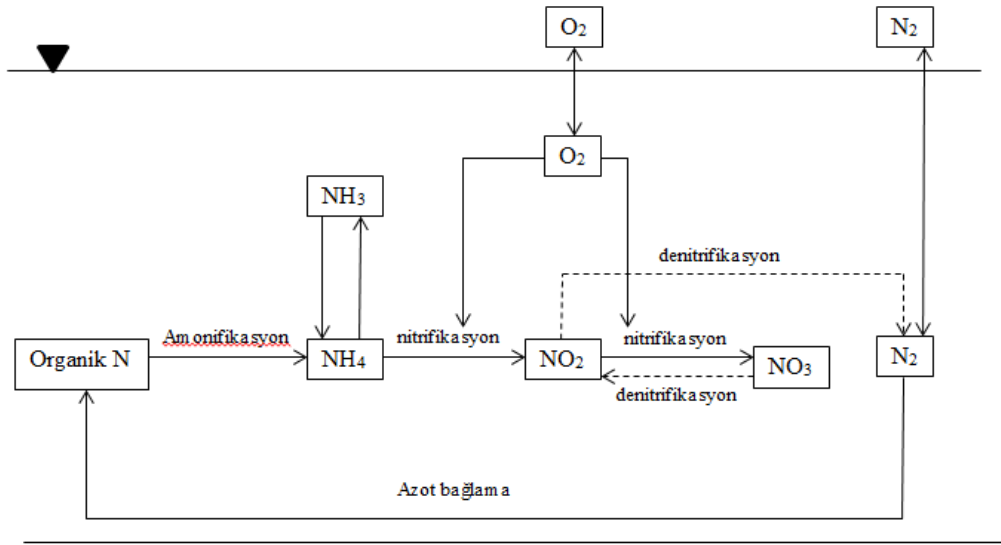 O₂
N₂
O₂
NH₃
denitrifikasyon
Amonifikasyon
nitrifikasyon
nitrifikasyon
Organik N
NH₄
NO₂
NO₃
N₂
denitrifikasyon
Azot bağlama